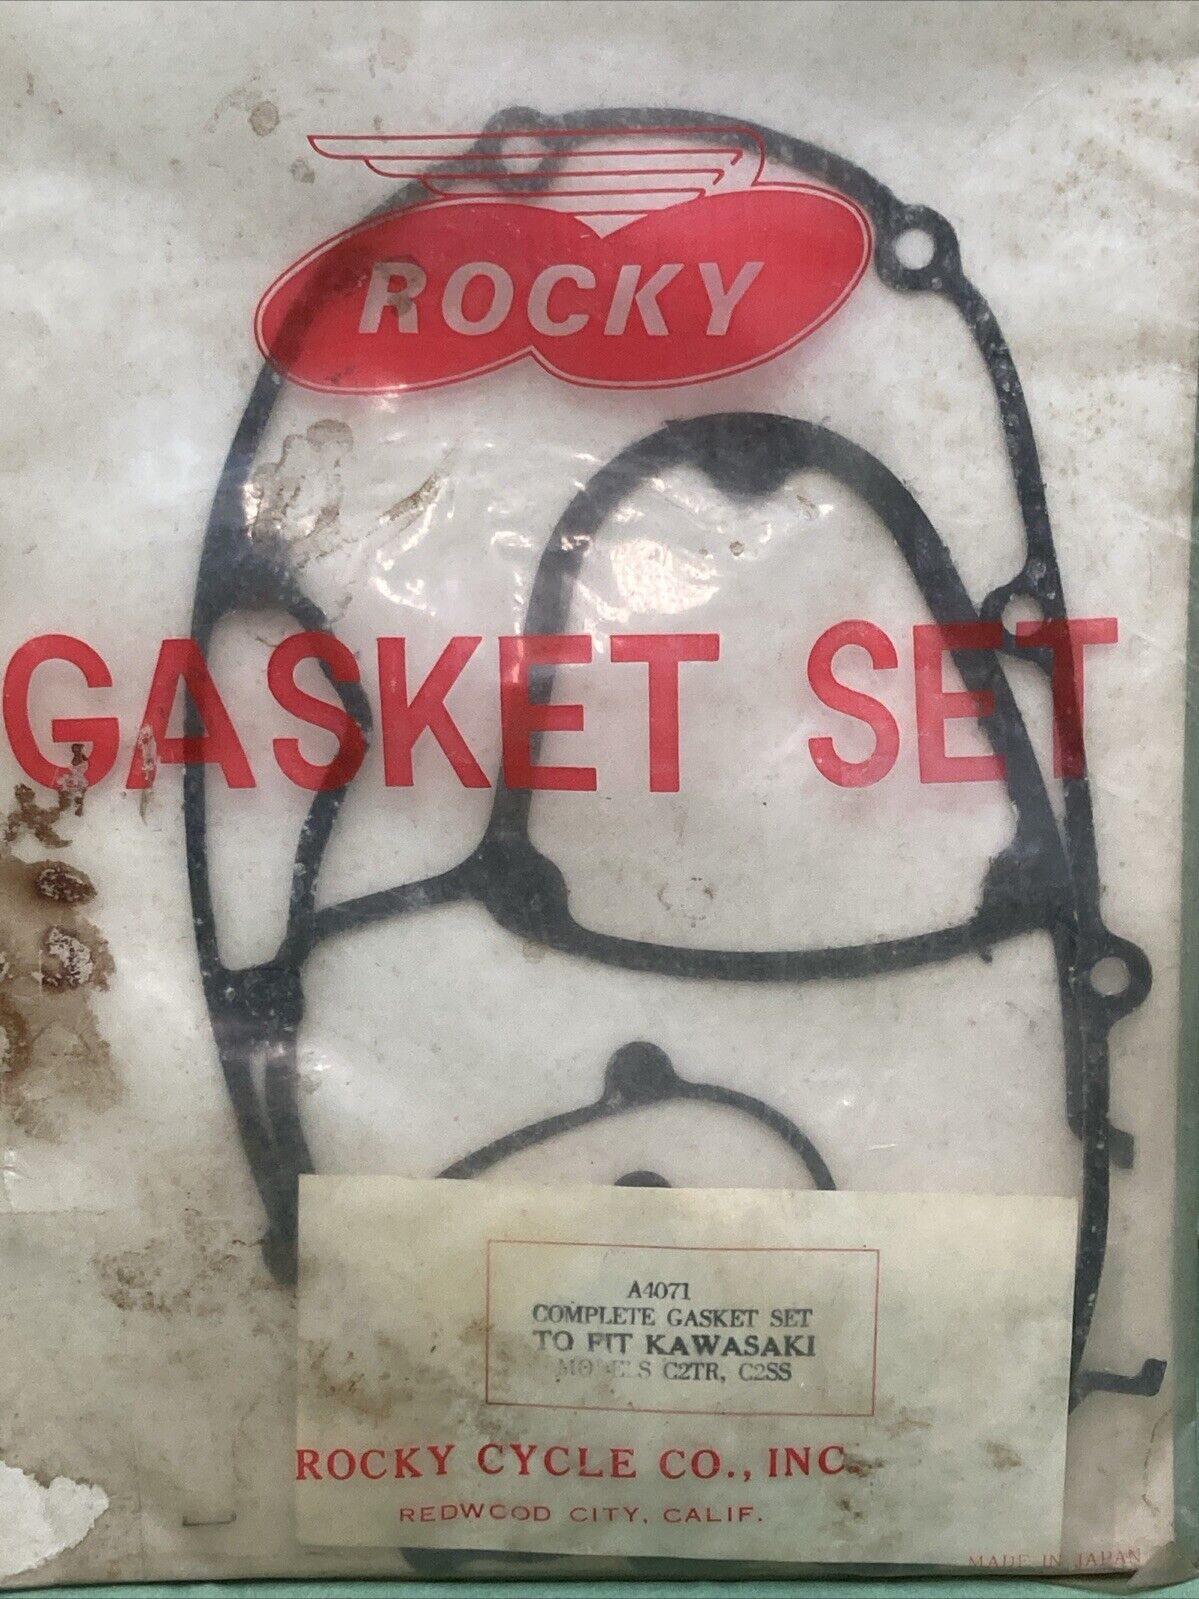 ROCKY
GASKET SET
A4071
COMPLETE GASKET SET
TO FIT KAWASAKI
MODELS C2TR, C2SS
ROCKY CYCLE CO., INC.
REDWOOD CITY, CALIF.
MADE IN JAPAN